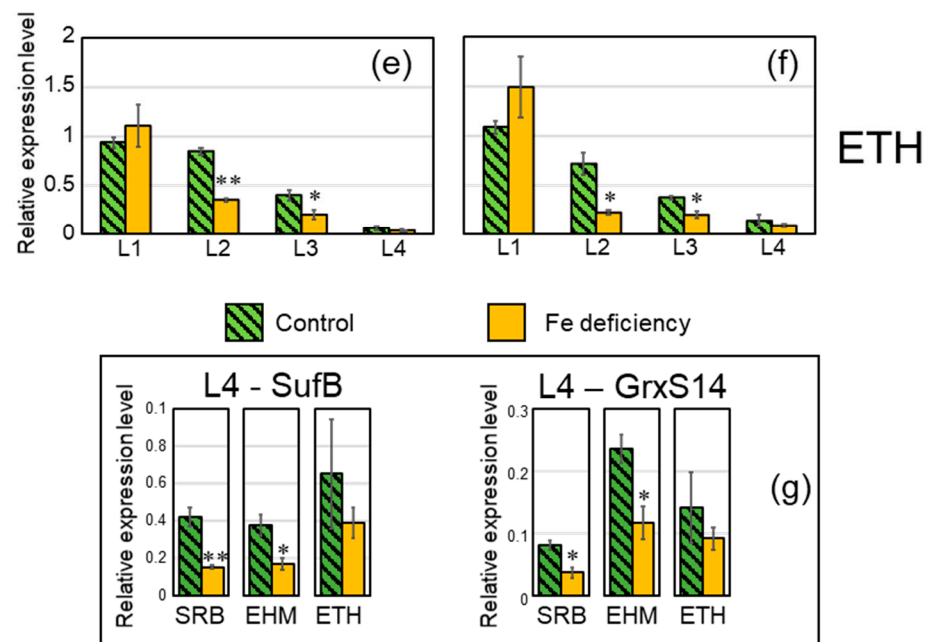 Relative expression level
2
1.5
1
0.5
0
(e)
**
*
L1 L2 L3 L4
(f)
*
*
L1 L2 L3 L4
ETH
Control
Fe deficiency
L4 - SufB
Relative expression level
0.1
0.8
0.6
0.4
0.2
0
**
*
SRB EHM ETH
L4 – GrxS14
Relative expression level
0.3
0.2
0.1
0
*
*
SRB EHM ETH
(g)